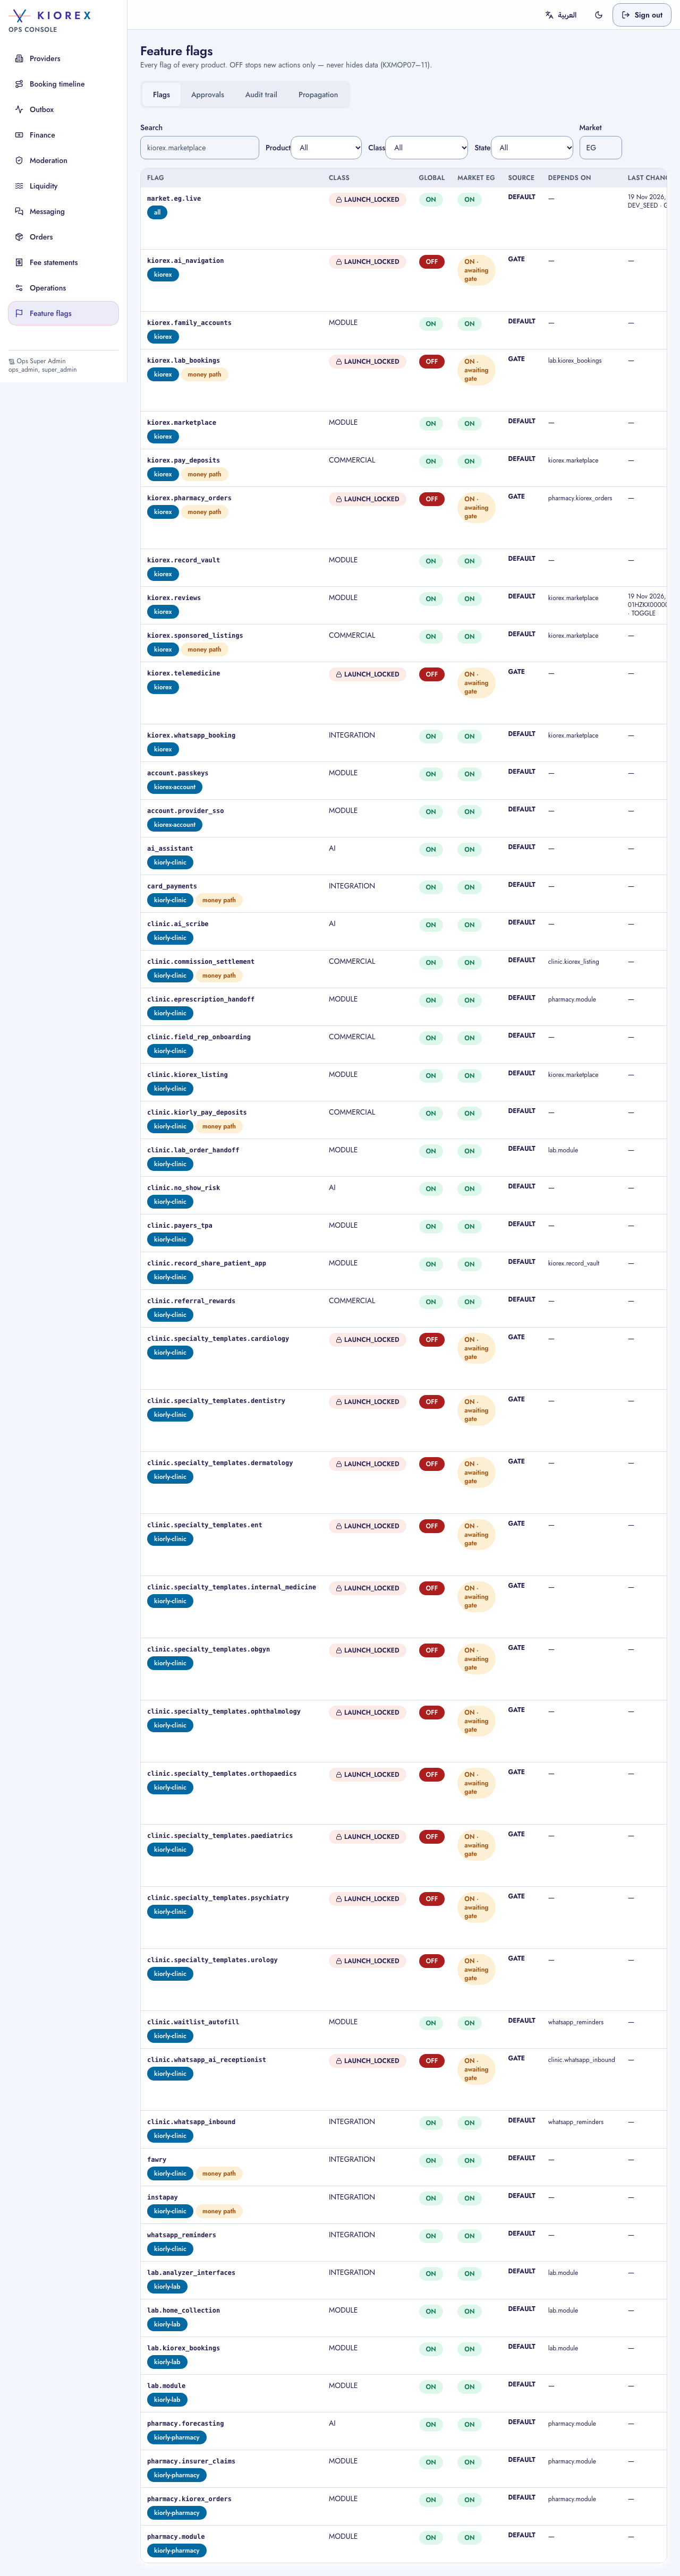 KIOREX
OPS CONSOLE
Providers
Booking timeline
Outbox
Finance
Moderation
Liquidity
Messaging
Orders
Fee statements
Operations
Feature flags
Ops Super Admin
ops_admin, super_admin
العربية
Sign out
Feature flags
Every flag of every product. OFF stops new actions only — never hides data (KXMOP07–11).
Flags Approvals Audit trail Propagation
Search Market
kiorex.marketplace Product All Class All State All EG
FLAG CLASS GLOBAL MARKET EG SOURCE DEPENDS ON
market.eg.live LAUNCH_LOCKED ON ON DEFAULT — 19 Nov 2026,
all DEV_SEED
kiorex.ai_navigation LAUNCH_LOCKED OFF ON · awaiting gate GATE — —
kiorex
kiorex.family_accounts MODULE ON ON DEFAULT — —
kiorex
kiorex.lab_bookings LAUNCH_LOCKED OFF ON · awaiting gate GATE lab.kiorex_bookings —
kiorex money path
kiorex.marketplace MODULE ON ON DEFAULT — —
kiorex
kiorex.pay_deposits COMMERCIAL ON ON DEFAULT kiorex.marketplace —
kiorex money path
kiorex.pharmacy_orders LAUNCH_LOCKED OFF ON · awaiting gate GATE pharmacy.kiorex_orders —
kiorex money path
kiorex.record_vault MODULE ON ON DEFAULT — —
kiorex
kiorex.reviews MODULE ON ON DEFAULT kiorex.marketplace 19 Nov 2026,
kiorex · TOGGLE
kiorex.sponsored_listings COMMERCIAL ON ON DEFAULT kiorex.marketplace —
kiorex money path
kiorex.telemedicine LAUNCH_LOCKED OFF ON · awaiting gate GATE — —
kiorex
kiorex.whatsapp_booking INTEGRATION ON ON DEFAULT kiorex.marketplace —
kiorex
account.passkeys MODULE ON ON DEFAULT — —
kiorex-account
account.provider_sso MODULE ON ON DEFAULT — —
kiorex-account
ai_assistant AI ON ON DEFAULT — —
kiorly-clinic
card_payments INTEGRATION ON ON DEFAULT — —
kiorly-clinic money path
clinic.ai_scribe AI ON ON DEFAULT — —
kiorly-clinic
clinic.commission_settlement COMMERCIAL ON ON DEFAULT clinic.kiorex_listing —
kiorly-clinic money path
clinic.eprescription_handoff MODULE ON ON DEFAULT pharmacy.module —
kiorly-clinic
clinic.field_rep_onboarding COMMERCIAL ON ON DEFAULT — —
kiorly-clinic
clinic.kiorex_listing MODULE ON ON DEFAULT kiorex.marketplace —
kiorly-clinic
clinic.kiorly_pay_deposits COMMERCIAL ON ON DEFAULT — —
kiorly-clinic money path
clinic.lab_order_handoff MODULE ON ON DEFAULT lab.module —
kiorly-clinic
clinic.no_show_risk AI ON ON DEFAULT — —
kiorly-clinic
clinic.payers_tpa MODULE ON ON DEFAULT — —
kiorly-clinic
clinic.record_share_patient_app MODULE ON ON DEFAULT kiorex.record_vault —
kiorly-clinic
clinic.referral_rewards COMMERCIAL ON ON DEFAULT — —
kiorly-clinic
clinic.specialty_templates.cardiology LAUNCH_LOCKED OFF ON · awaiting gate GATE — —
kiorly-clinic
clinic.specialty_templates.dentistry LAUNCH_LOCKED OFF ON · awaiting gate GATE — —
kiorly-clinic
clinic.specialty_templates.dermatology LAUNCH_LOCKED OFF ON · awaiting gate GATE — —
kiorly-clinic
clinic.specialty_templates.ent LAUNCH_LOCKED OFF ON · awaiting gate GATE — —
kiorly-clinic
clinic.specialty_templates.internal_medicine LAUNCH_LOCKED OFF ON · awaiting gate GATE — —
kiorly-clinic
clinic.specialty_templates.obgyn LAUNCH_LOCKED OFF ON · awaiting gate GATE — —
kiorly-clinic
clinic.specialty_templates.ophthalmology LAUNCH_LOCKED OFF ON · awaiting gate GATE — —
kiorly-clinic
clinic.specialty_templates.orthopaedics LAUNCH_LOCKED OFF ON · awaiting gate GATE — —
kiorly-clinic
clinic.specialty_templates.paediatrics LAUNCH_LOCKED OFF ON · awaiting gate GATE — —
kiorly-clinic
clinic.specialty_templates.psychiatry LAUNCH_LOCKED OFF ON · awaiting gate GATE — —
kiorly-clinic
clinic.specialty_templates.urology LAUNCH_LOCKED OFF ON · awaiting gate GATE — —
kiorly-clinic
clinic.waitlist_autofill MODULE ON ON DEFAULT whatsapp_reminders —
kiorly-clinic
clinic.whatsapp_ai_receptionist LAUNCH_LOCKED OFF ON · awaiting gate GATE clinic.whatsapp_inbound —
kiorly-clinic
clinic.whatsapp_inbound INTEGRATION ON ON DEFAULT whatsapp_reminders —
kiorly-clinic
fawry INTEGRATION ON ON DEFAULT — —
kiorly-clinic money path
instapay INTEGRATION ON ON DEFAULT — —
kiorly-clinic money path
whatsapp_reminders INTEGRATION ON ON DEFAULT — —
kiorly-clinic
lab.analyzer_interfaces INTEGRATION ON ON DEFAULT lab.module —
kiorly-lab
lab.home_collection MODULE ON ON DEFAULT lab.module —
kiorly-lab
lab.kiorex_bookings MODULE ON ON DEFAULT lab.module —
kiorly-lab
lab.module MODULE ON ON DEFAULT — —
kiorly-lab
pharmacy.forecasting AI ON ON DEFAULT pharmacy.module —
kiorly-pharmacy
pharmacy.insurer_claims MODULE ON ON DEFAULT pharmacy.module —
kiorly-pharmacy
pharmacy.kiorex_orders MODULE ON ON DEFAULT pharmacy.module —
kiorly-pharmacy
pharmacy.module MODULE ON ON DEFAULT — —
kiorly-pharmacy